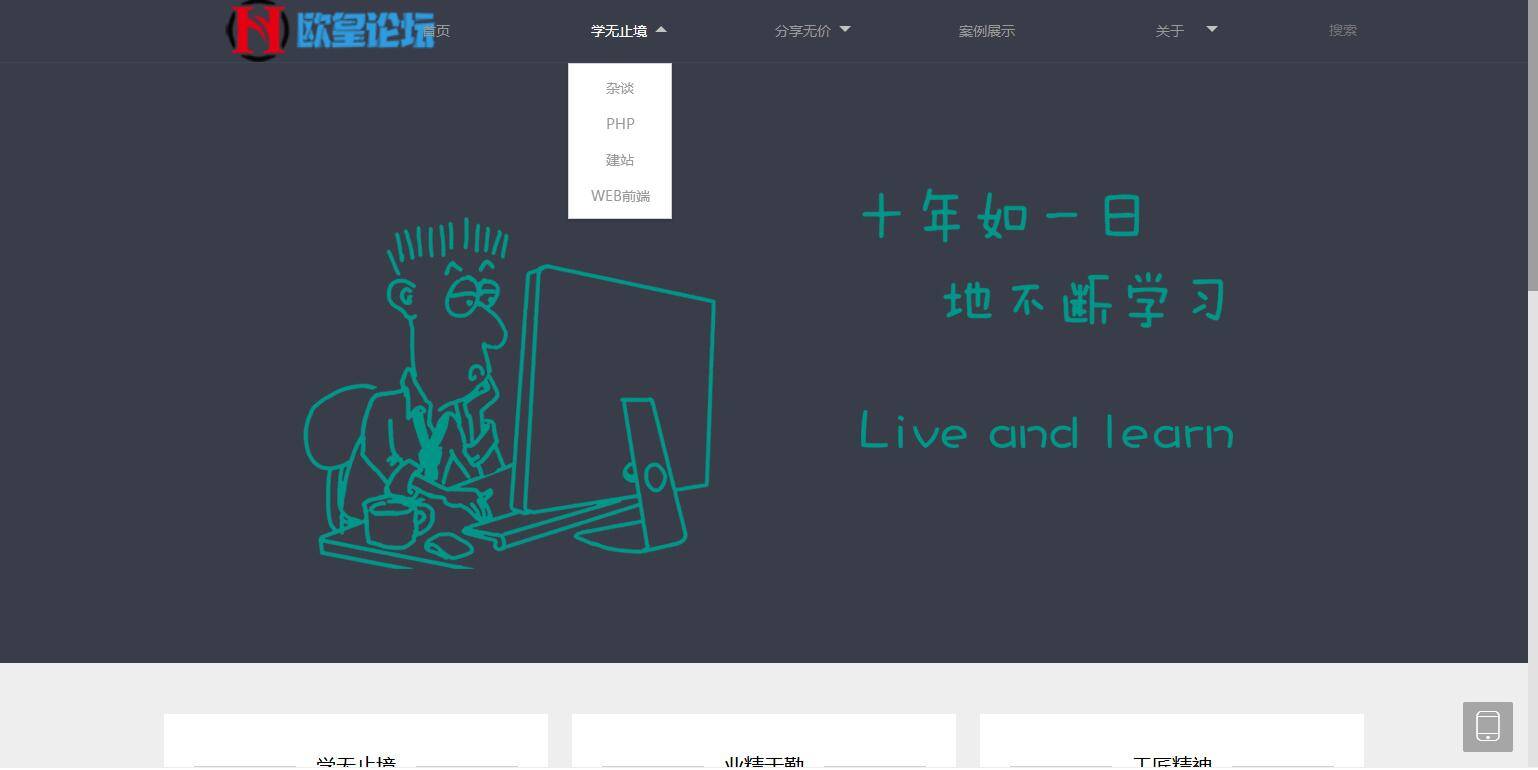 欧皇论坛
首页 学无止境 分享无价 案例展示 关于 搜索
杂谈
PHP
建站
WEB前端
十年如一日
地不断学习
Live and learn
学无止境 业精于勤 工匠精神